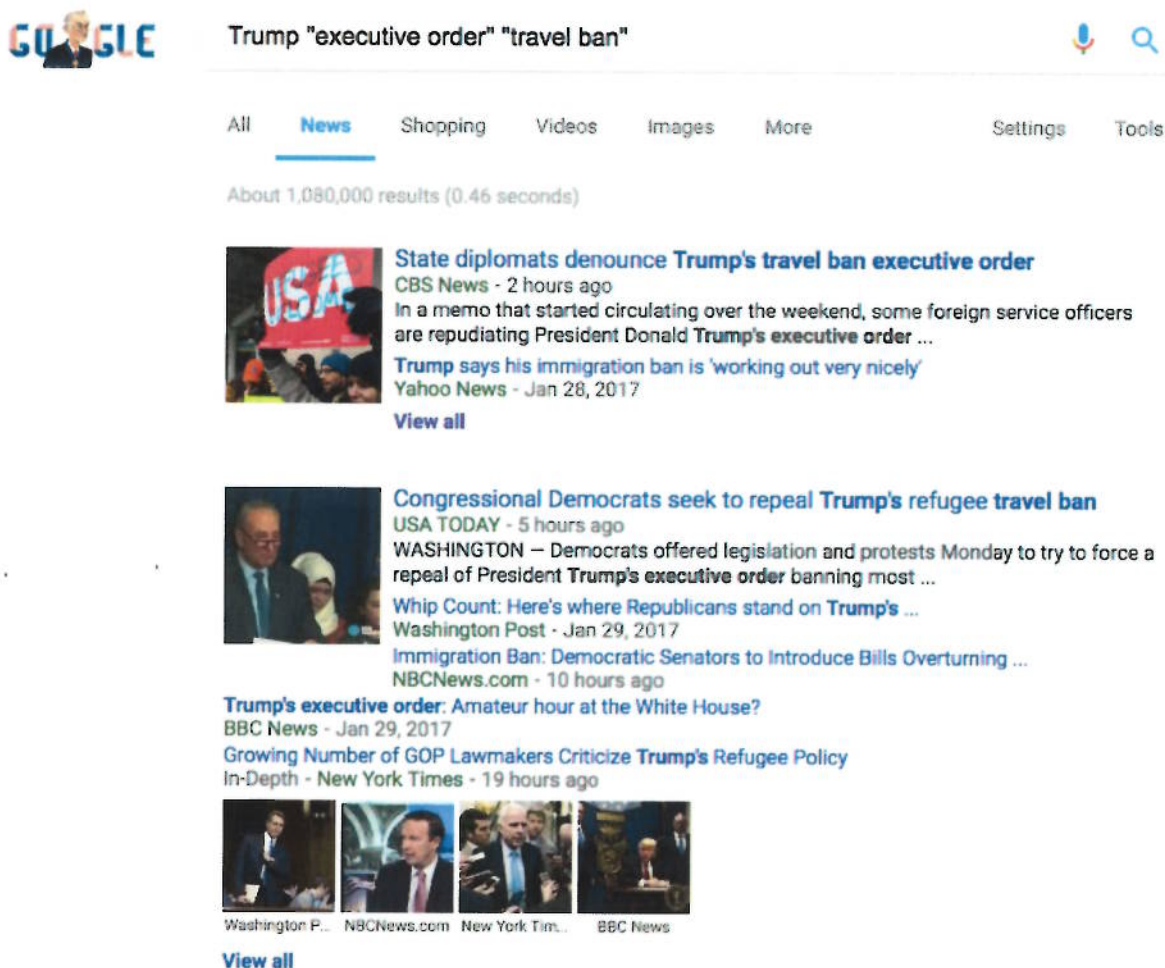 GOOGLE
Trump "executive order" "travel ban"
All News Shopping Videos Images More Settings Tools
About 1,080,000 results (0.46 seconds)
USA
State diplomats denounce Trump's travel ban executive order
CBS News - 2 hours ago
In a memo that started circulating over the weekend, some foreign service officers
are repudiating President Donald Trump's executive order ...
Trump says his immigration ban is 'working out very nicely'
Yahoo News - Jan 28, 2017
View all
Congressional Democrats seek to repeal Trump's refugee travel ban
USA TODAY - 5 hours ago
WASHINGTON — Democrats offered legislation and protests Monday to try to force a
repeal of President Trump's executive order banning most ...
Whip Count: Here's where Republicans stand on Trump's ...
Washington Post - Jan 29, 2017
Immigration Ban: Democratic Senators to Introduce Bills Overturning ...
NBCNews.com - 10 hours ago
Trump's executive order: Amateur hour at the White House?
BBC News - Jan 29, 2017
Growing Number of GOP Lawmakers Criticize Trump's Refugee Policy
In-Depth - New York Times - 19 hours ago
Washington P... NBCNews.com New York Tim... BBC News
View all